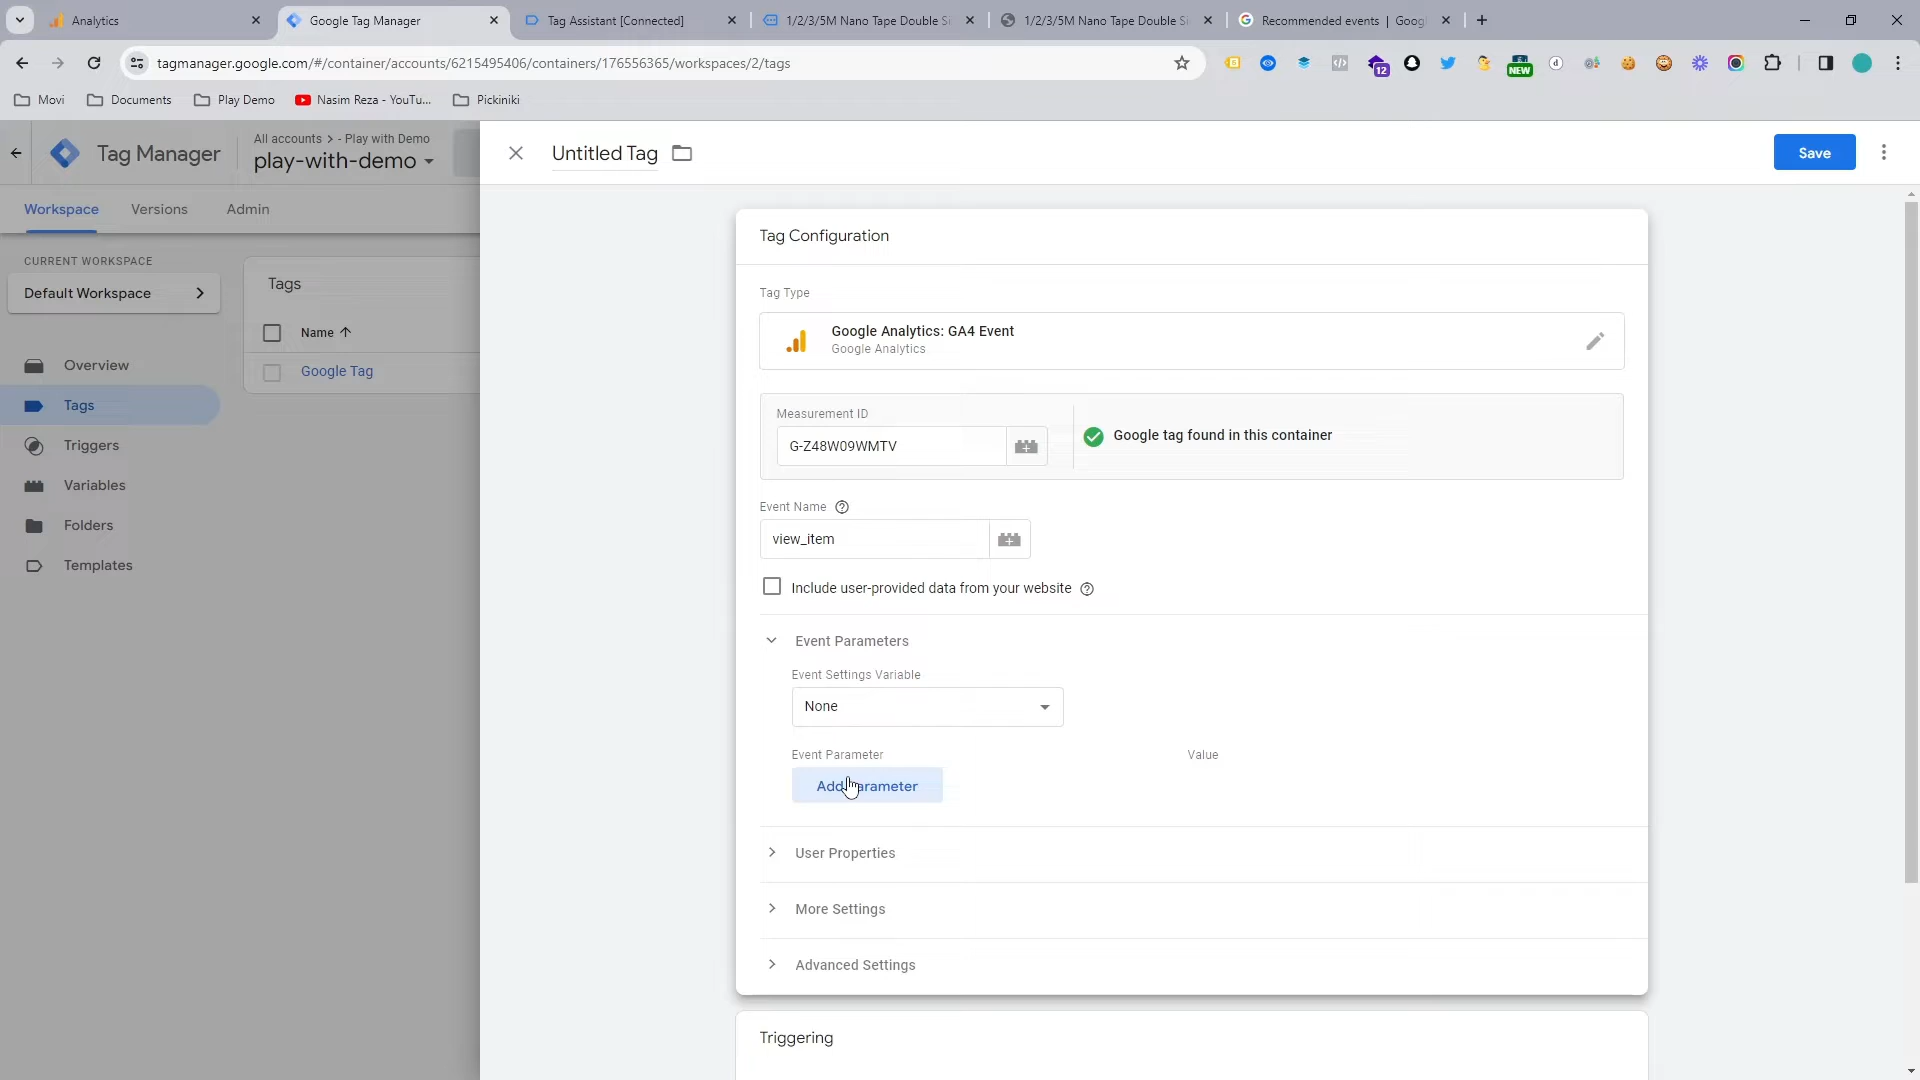 Analytics
Google Tag Manager
Tag Assistant [Connected]
1/2/3/5M Nano Tape Double Si
1/2/3/5M Nano Tape Double Si
Recommended events | Goog
tagmanager.google.com/#/container/accounts/6215495406/containers/176556365/workspaces/2/tags
12
NEW
Movi
Documents
Play Demo
Nasim Reza - YouTu...
Pickiniki
Tag Manager
All accounts > - Play with Demo
play-with-demo
Untitled Tag
Save
Workspace
Versions
Admin
CURRENT WORKSPACE
Default Workspace
Overview
Tags
Triggers
Variables
Folders
Templates
Tags
Name
Google Tag
Tag Configuration
Tag Type
Google Analytics: GA4 Event
Google Analytics
Measurement ID
G-Z48W09WMTV
Google tag found in this container
Event Name
view_item
Include user-provided data from your website
Event Parameters
Event Settings Variable
None
Event Parameter
Value
Add parameter
User Properties
More Settings
Advanced Settings
Triggering